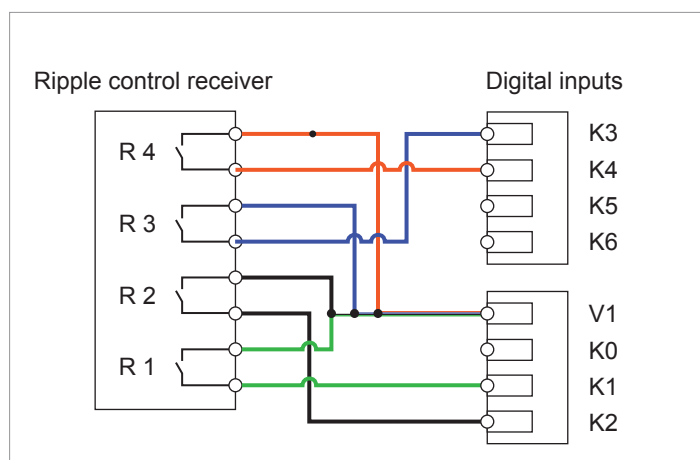 Ripple control receiver
Digital inputs
R 4
R 3
R 2
R 1
K3
K4
K5
K6
V1
K0
K1
K2